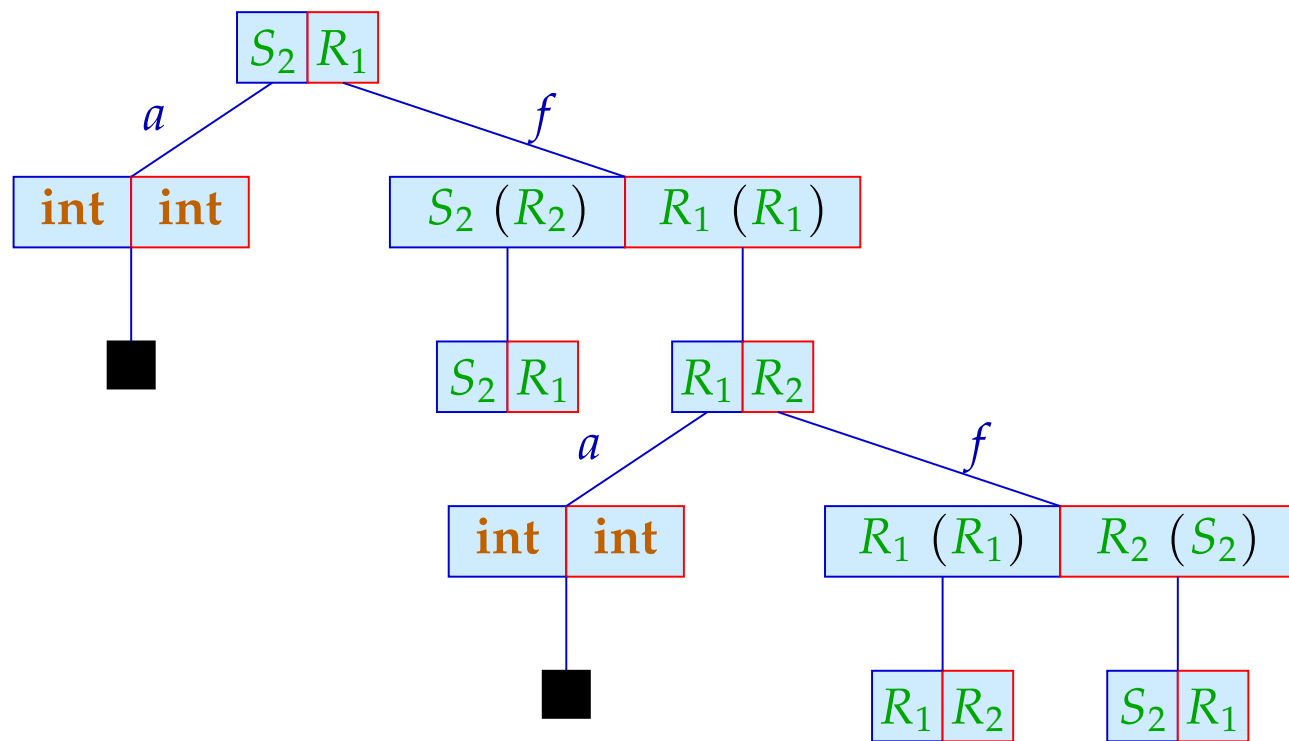 S₂ R₁
a f
int int S₂ (R₂) R₁ (R₁)
S₂ R₁ R₁ R₂
a f
int int R₁ (R₁) R₂ (S₂)
R₁ R₂ S₂ R₁